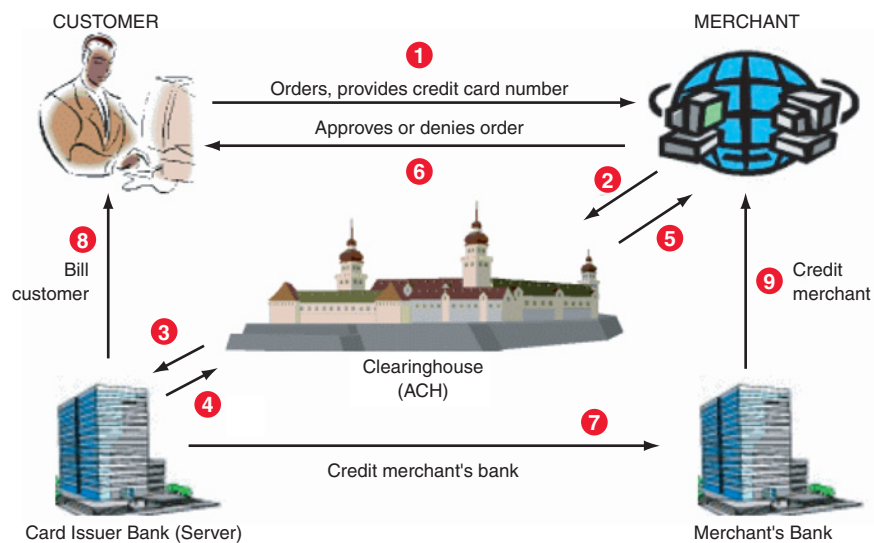 CUSTOMER
MERCHANT
1
Orders, provides credit card number
Approves or denies order
6
2
5
8
Bill
customer
9
Credit
merchant
3
4
Clearinghouse
(ACH)
7
Credit merchant's bank
Card Issuer Bank (Server)
Merchant's Bank